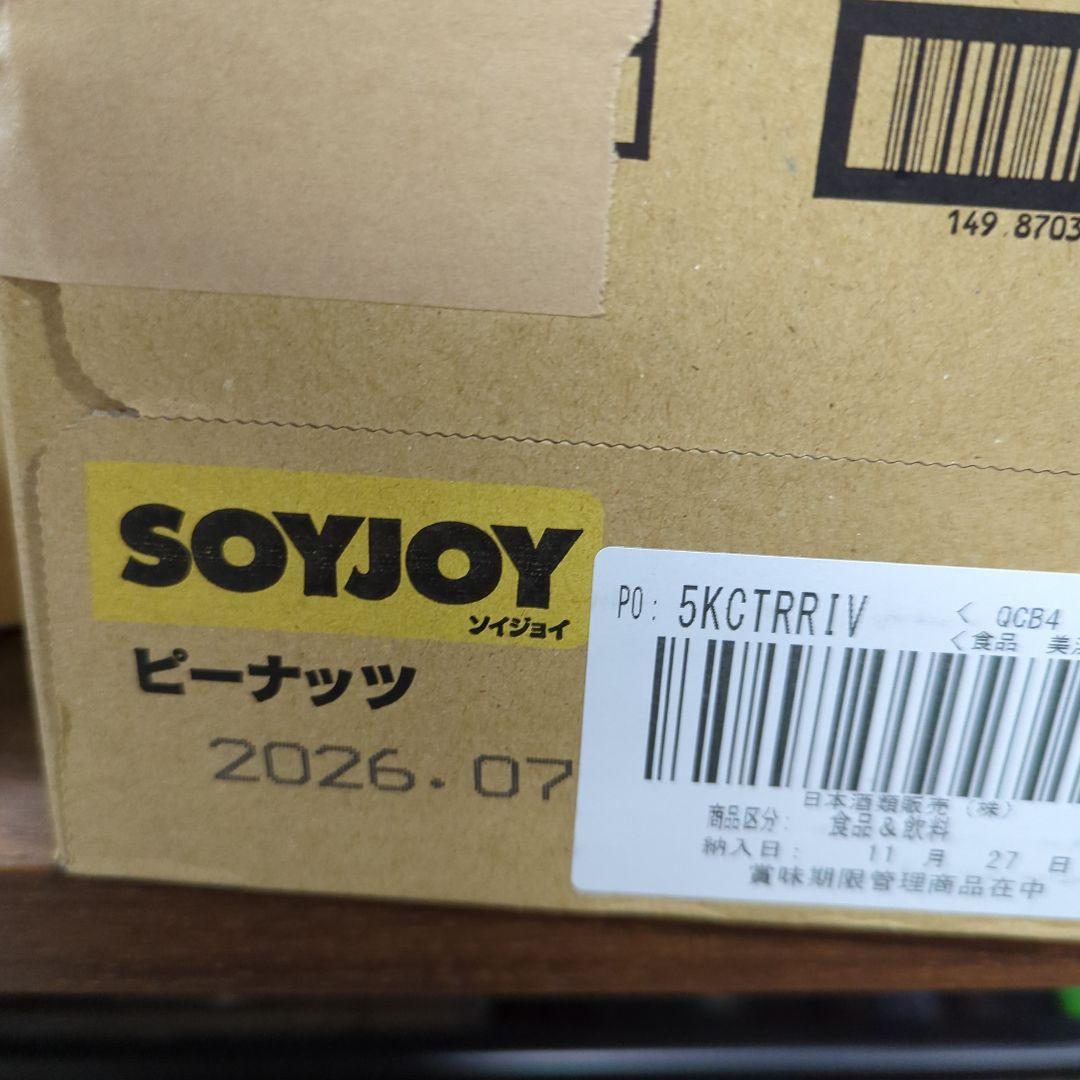 149 8703
SOYJOY
ソイジョイ
ピーナッツ
2026.07
PO: 5KCTRRIV
< QCB4
<食品 美
日本酒類販売(株)
商品区分: 食品&飲料
納入日: 11 月 27 日
賞味期限管理商品在中